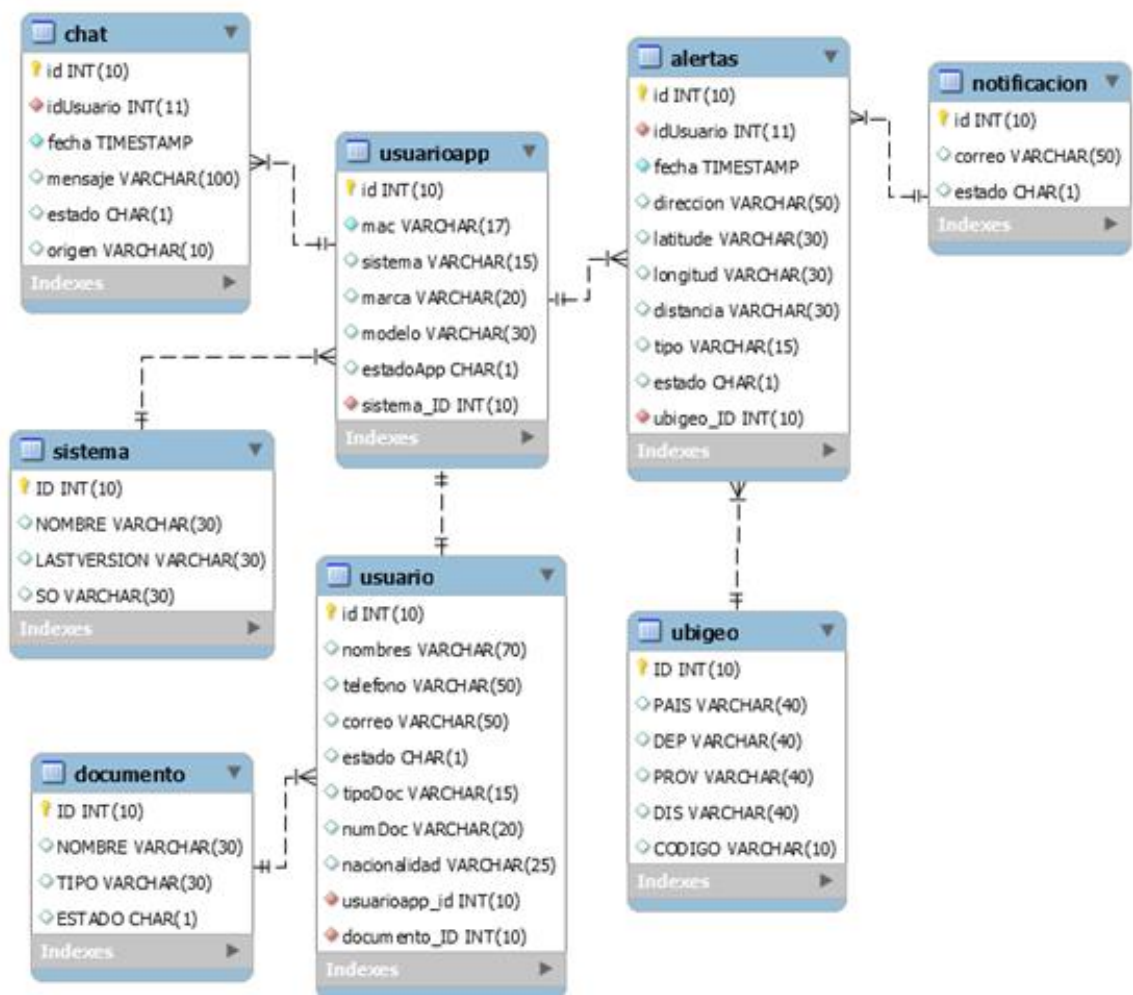 chat
id INT(10)
idUsuario INT(11)
fecha TIMESTAMP
mensaje VARCHAR(100)
estado CHAR(1)
origen VARCHAR(10)
Indexes
usuarioapp
id INT(10)
mac VARCHAR(17)
sistema VARCHAR(15)
marca VARCHAR(20)
modelo VARCHAR(30)
estadoApp CHAR(1)
sistema_ID INT(10)
Indexes
alertas
id INT(10)
idUsuario INT(11)
fecha TIMESTAMP
direccion VARCHAR(50)
latitude VARCHAR(30)
longitud VARCHAR(30)
distancia VARCHAR(30)
tipo VARCHAR(15)
estado CHAR(1)
ubigeo_ID INT(10)
Indexes
notificacion
id INT(10)
correo VARCHAR(50)
estado CHAR(1)
Indexes
sistema
ID INT(10)
NOMBRE VARCHAR(30)
LASTVERSION VARCHAR(30)
SO VARCHAR(30)
Indexes
usuario
id INT(10)
nombres VARCHAR(70)
telefono VARCHAR(50)
correo VARCHAR(50)
estado CHAR(1)
tipoDoc VARCHAR(15)
numDoc VARCHAR(20)
nacionalidad VARCHAR(25)
usuarioapp_id INT(10)
documento_ID INT(10)
Indexes
ubigeo
ID INT(10)
PAIS VARCHAR(40)
DEP VARCHAR(40)
PROV VARCHAR(40)
DIS VARCHAR(40)
CODIGO VARCHAR(10)
Indexes
documento
ID INT(10)
NOMBRE VARCHAR(30)
TIPO VARCHAR(30)
ESTADO CHAR(1)
Indexes